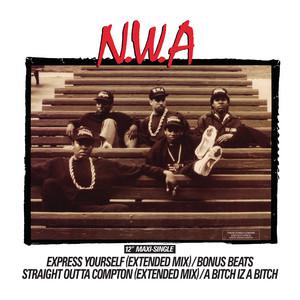 N.W.A
12" MAXI-SINGLE
EXPRESS YOURSELF (EXTENDED MIX)/BONUS BEATS
STRAIGHT OUTTA COMPTON (EXTENDED MIX)/A BITCH IZ A BITCH